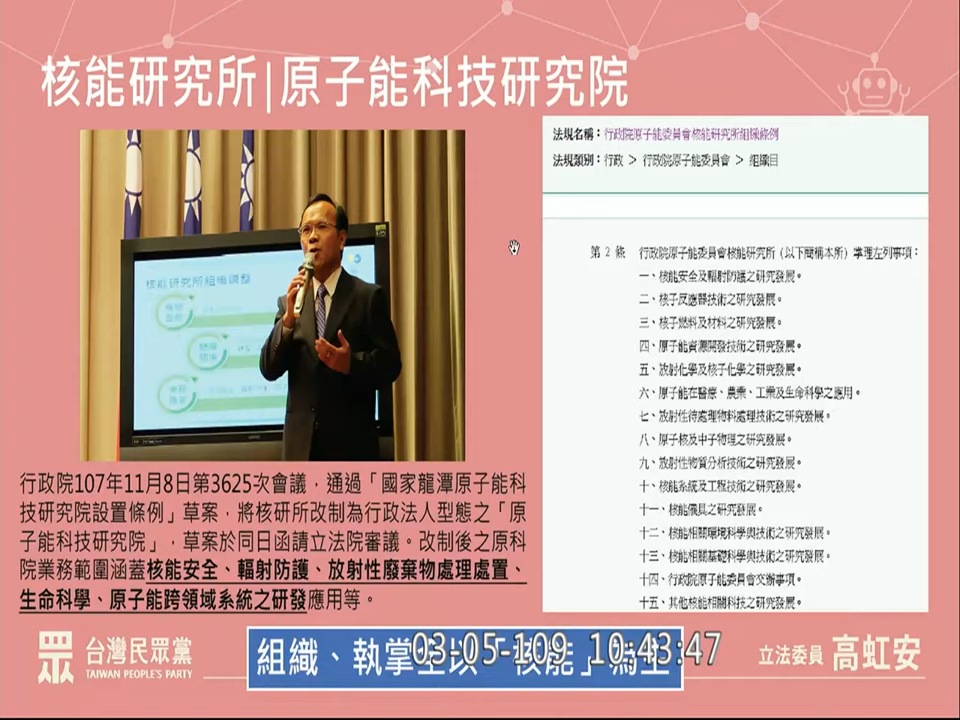 核能研究所|原子能科技研究院
核能研究所組織調整
行政院107年11月8日第3625次會議，通過「國家龍潭原子能科
技研究院設置條例」草案，將核研所改制為行政法人型態之「原
子能科技研究院」，草案於同日函請立法院審議。改制後之原科
院業務範圍涵蓋核能安全、輻射防護、放射性廢棄物處理處置、
生命科學、原子能跨領域系統之研發應用等。
法規名稱：行政院原子能委員會核能研究所組織條例
法規類別：行政 > 行政院原子能委員會 > 組織目
第 2 條 行政院原子能委員會核能研究所（以下簡稱本所）掌理左列事項：
一、核能安全及輻射防護之研究發展。
二、核子反應器技術之研究發展。
三、核子燃料及材料之研究發展。
四、原子能資源開發技術之研究發展。
五、放射化學及核子化學之研究發展。
六、原子能在醫療、農業、工業及生命科學之應用。
七、放射性待處理物料處理技術之研究發展。
八、原子核及中子物理之研究發展。
九、放射性物質分析技術之研究發展。
十、核能系統及工程技術之研究發展。
十一、核能儀具之研究發展。
十二、核能相關環境科學與技術之研究發展。
十三、核能相關基礎科學與技術之研究發展。
十四、行政院原子能委員會交辦事項。
十五、其他核能相關科技之研究發展。
眾 台灣民眾黨
TAIWAN PEOPLE'S PARTY
組織、執掌皆以「核能」為主
03-05-109 10:43:47
立法委員 高虹安